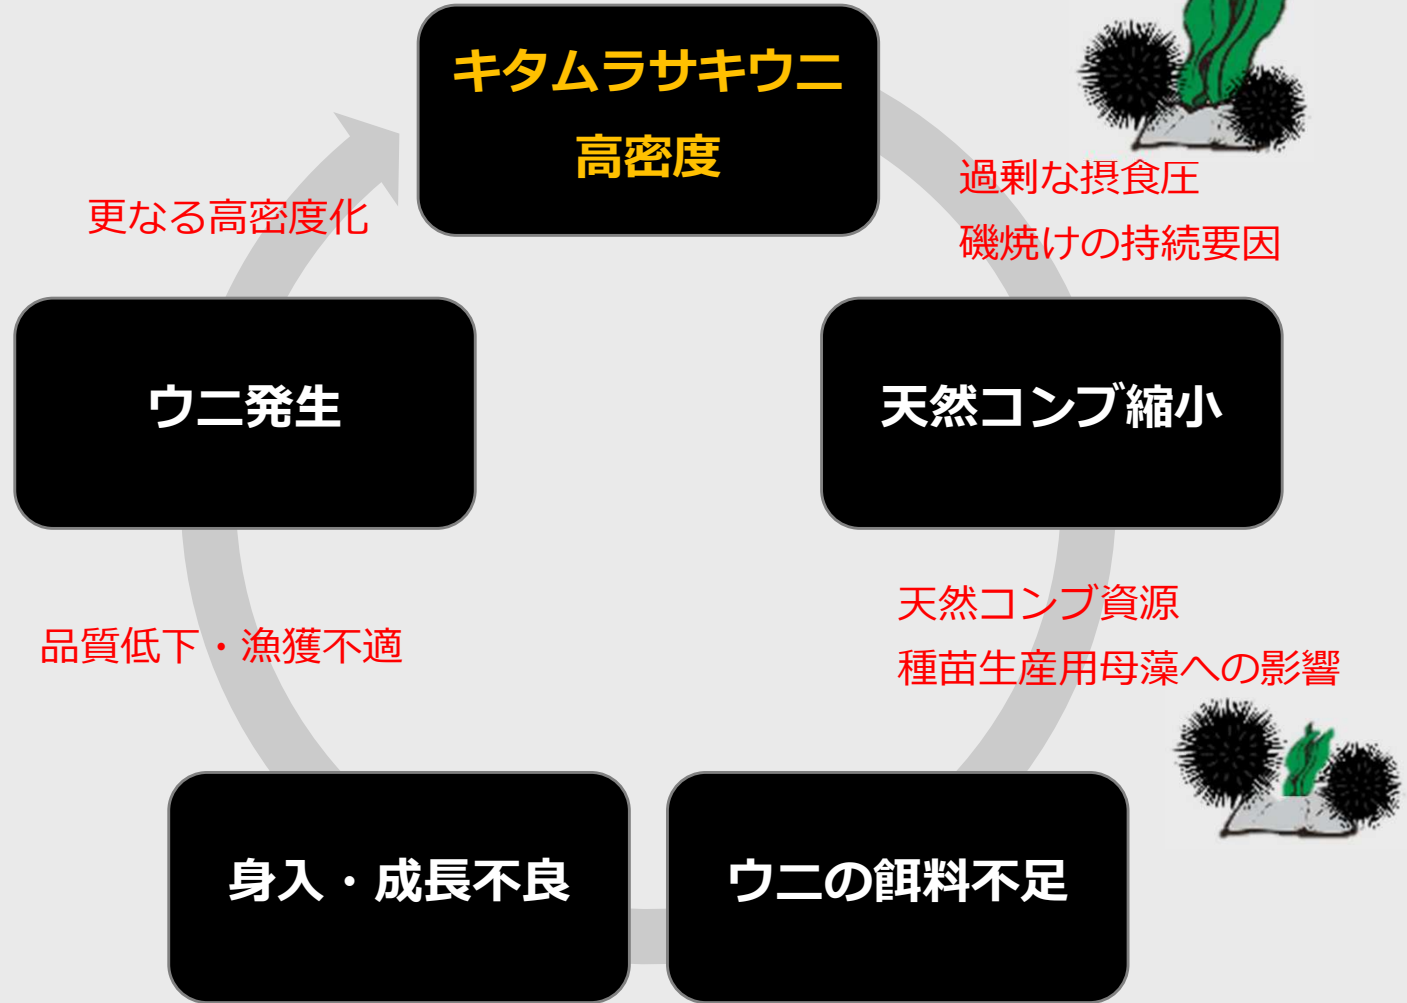 キタムラサキウニ
高密度
過剰な摂食圧
磯焼けの持続要因
更なる高密度化
ウニ発生
天然コンブ縮小
天然コンブ資源
種苗生産用母藻への影響
品質低下・漁獲不適
身入・成長不良
ウニの餌料不足